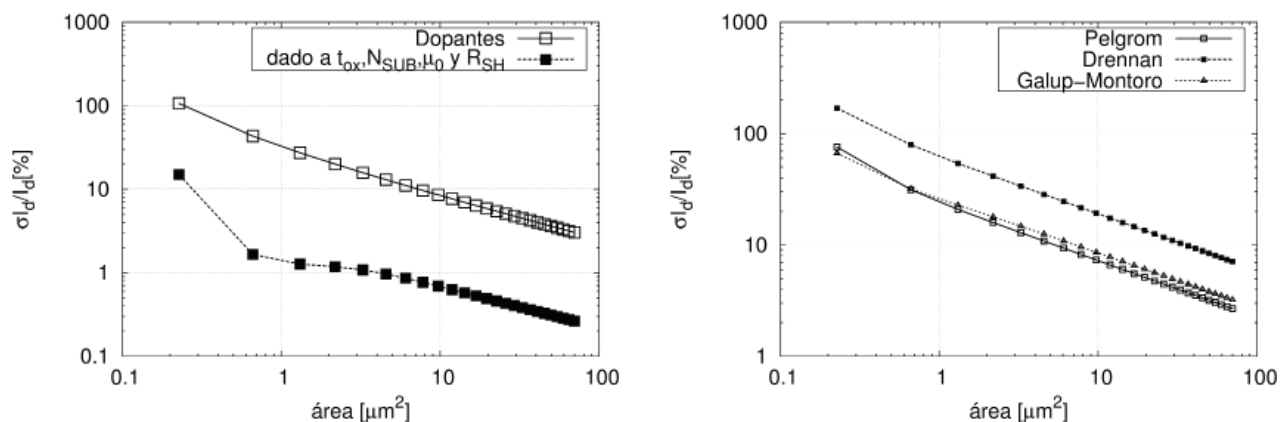 1000
100
10
1
0.1
σI_d/I_d[%]
Dopantes
dado a t_ox,N_SUB,μ_0 y R_SH
0.1 1 10 100
área [μm²]
1000
100
10
1
σI_d/I_d[%]
Pelgrom
Drennan
Galup−Montoro
0.1 1 10 100
área [μm²]